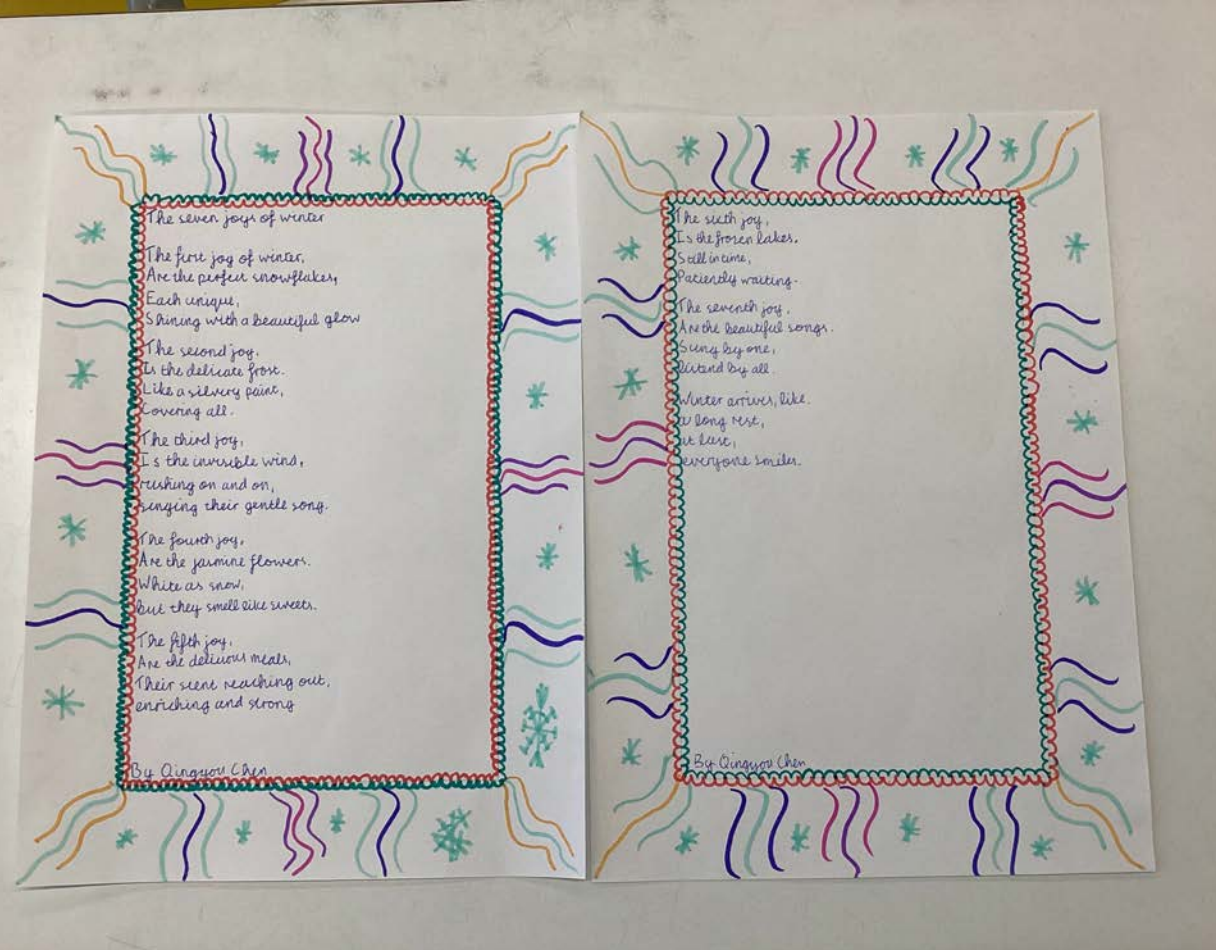 The seven joys of winter
The first joy of winter,
Are the perfect snowflakes,
Each unique,
Shining with a beautiful glow
The second joy,
Is the delicate frost.
Like a silvery paint,
Covering all.
The third joy,
Is the invisible wind,
rushing on and on,
singing their gentle song.
The fourth joy,
Are the jasmine flowers.
White as snow,
but they smell like sweets.
The fifth joy,
Are the delicious meals,
Their scent reaching out,
enriching and strong
By Qingyou Chen
The sixth joy,
Is the frozen lakes.
Still in time,
Patiently waiting.
The seventh joy,
Are the beautiful songs.
Sung by one,
by all.
Winter arrives, like.
a long rest,
at last,
everyone smiles.
By Qingyou Chen